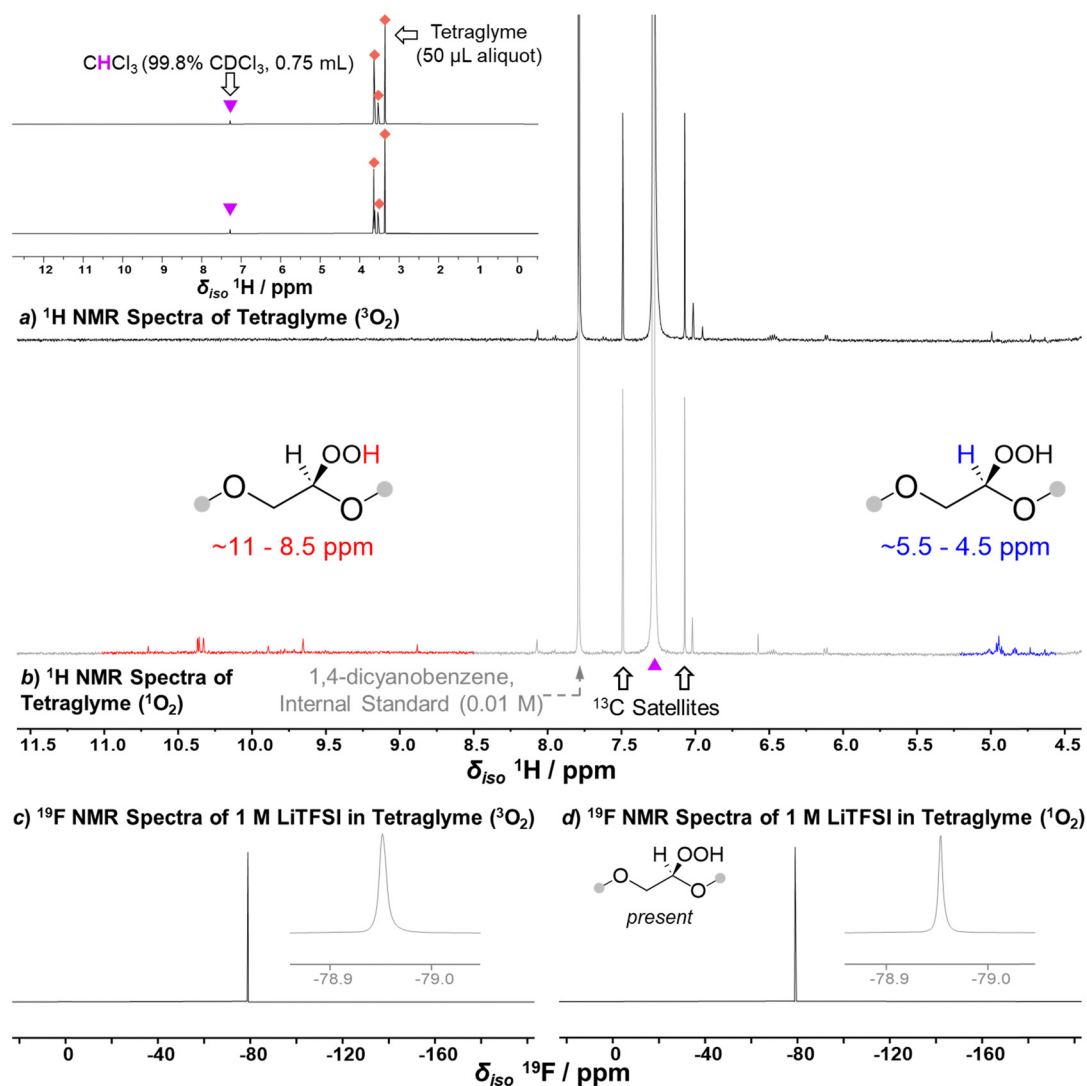 CHCl₃ (99.8% CDCl₃, 0.75 mL)
Tetraglyme
(50 µL aliquot)
12 11 10 9 8 7 6 5 4 3 2 1 0
δiso ¹H / ppm
a) ¹H NMR Spectra of Tetraglyme (³O₂)
H OOH
O O
~11 - 8.5 ppm
H OOH
O O
~5.5 - 4.5 ppm
b) ¹H NMR Spectra of
Tetraglyme (¹O₂)
1,4-dicyanobenzene,
Internal Standard (0.01 M)
¹³C Satellites
11.5 11.0 10.5 10.0 9.5 9.0 8.5 8.0 7.5 7.0 6.5 6.0 5.5 5.0 4.5
δiso ¹H / ppm
c) ¹⁹F NMR Spectra of 1 M LiTFSI in Tetraglyme (³O₂)
-78.9 -79.0
0 -40 -80 -120 -160
d) ¹⁹F NMR Spectra of 1 M LiTFSI in Tetraglyme (¹O₂)
H OOH
O O
present
-78.9 -79.0
0 -40 -80 -120 -160
δiso ¹⁹F / ppm